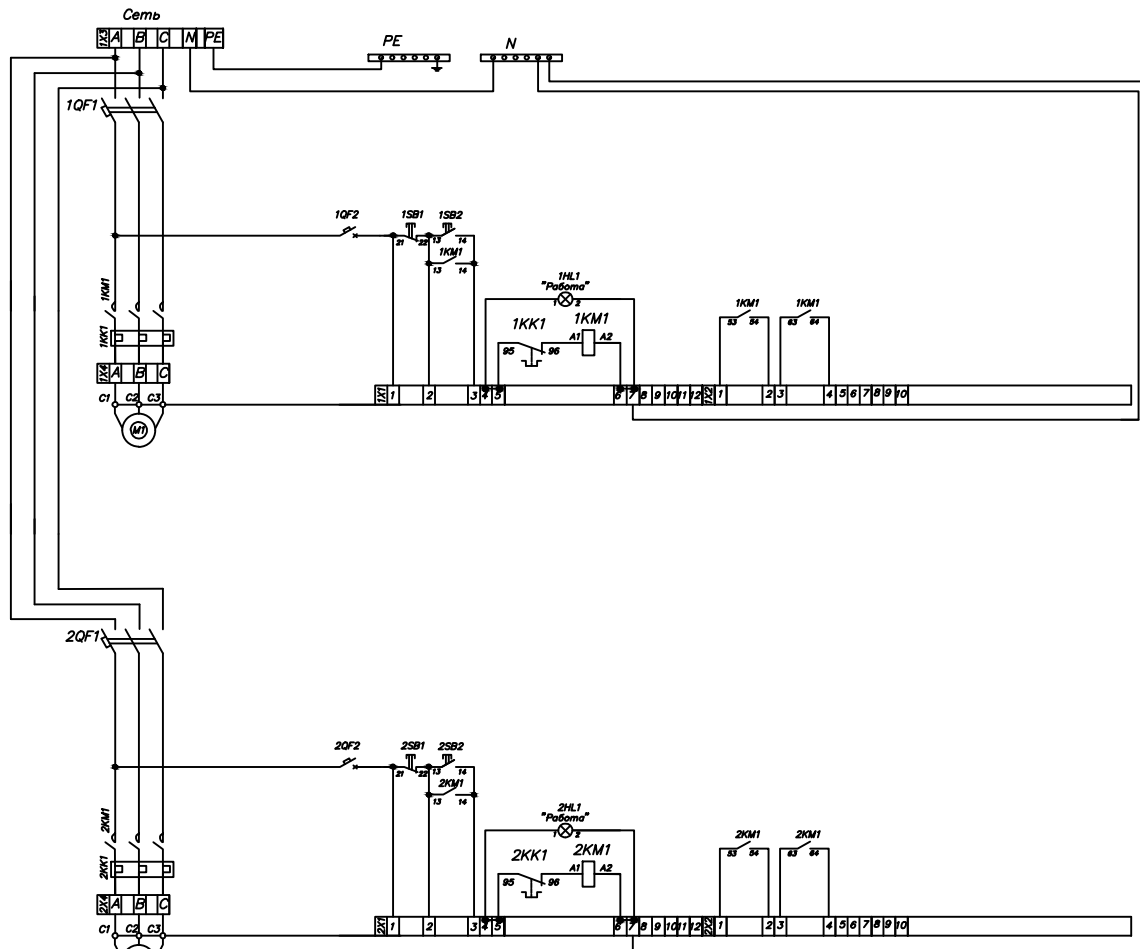 Сеть
1X3 A B C N PE
PE
N
1QF1
1QF2 1SB1 1SB2
21 22 13 14
1KM1
13 14
1KM1
1HL1
"Работа"
1 2
1KK1 1KM1
95 96 A1 A2
1KM1 1KM1
53 54 63 64
1KK1
1X4 A B C
1X1 1 2 3 4 5 6 7 8 9 10 11 12 1X2 1 2 3 4 5 6 7 8 9 10
C1 C2 C3
M1
2QF1
2QF2 2SB1 2SB2
21 22 13 14
2KM1
13 14
2KM1
2HL1
"Работа"
1 2
2KK1 2KM1
95 96 A1 A2
2KM1 2KM1
53 54 63 64
2KK1
2X4 A B C
2X1 1 2 3 4 5 6 7 8 9 10 11 12 2X2 1 2 3 4 5 6 7 8 9 10
C1 C2 C3